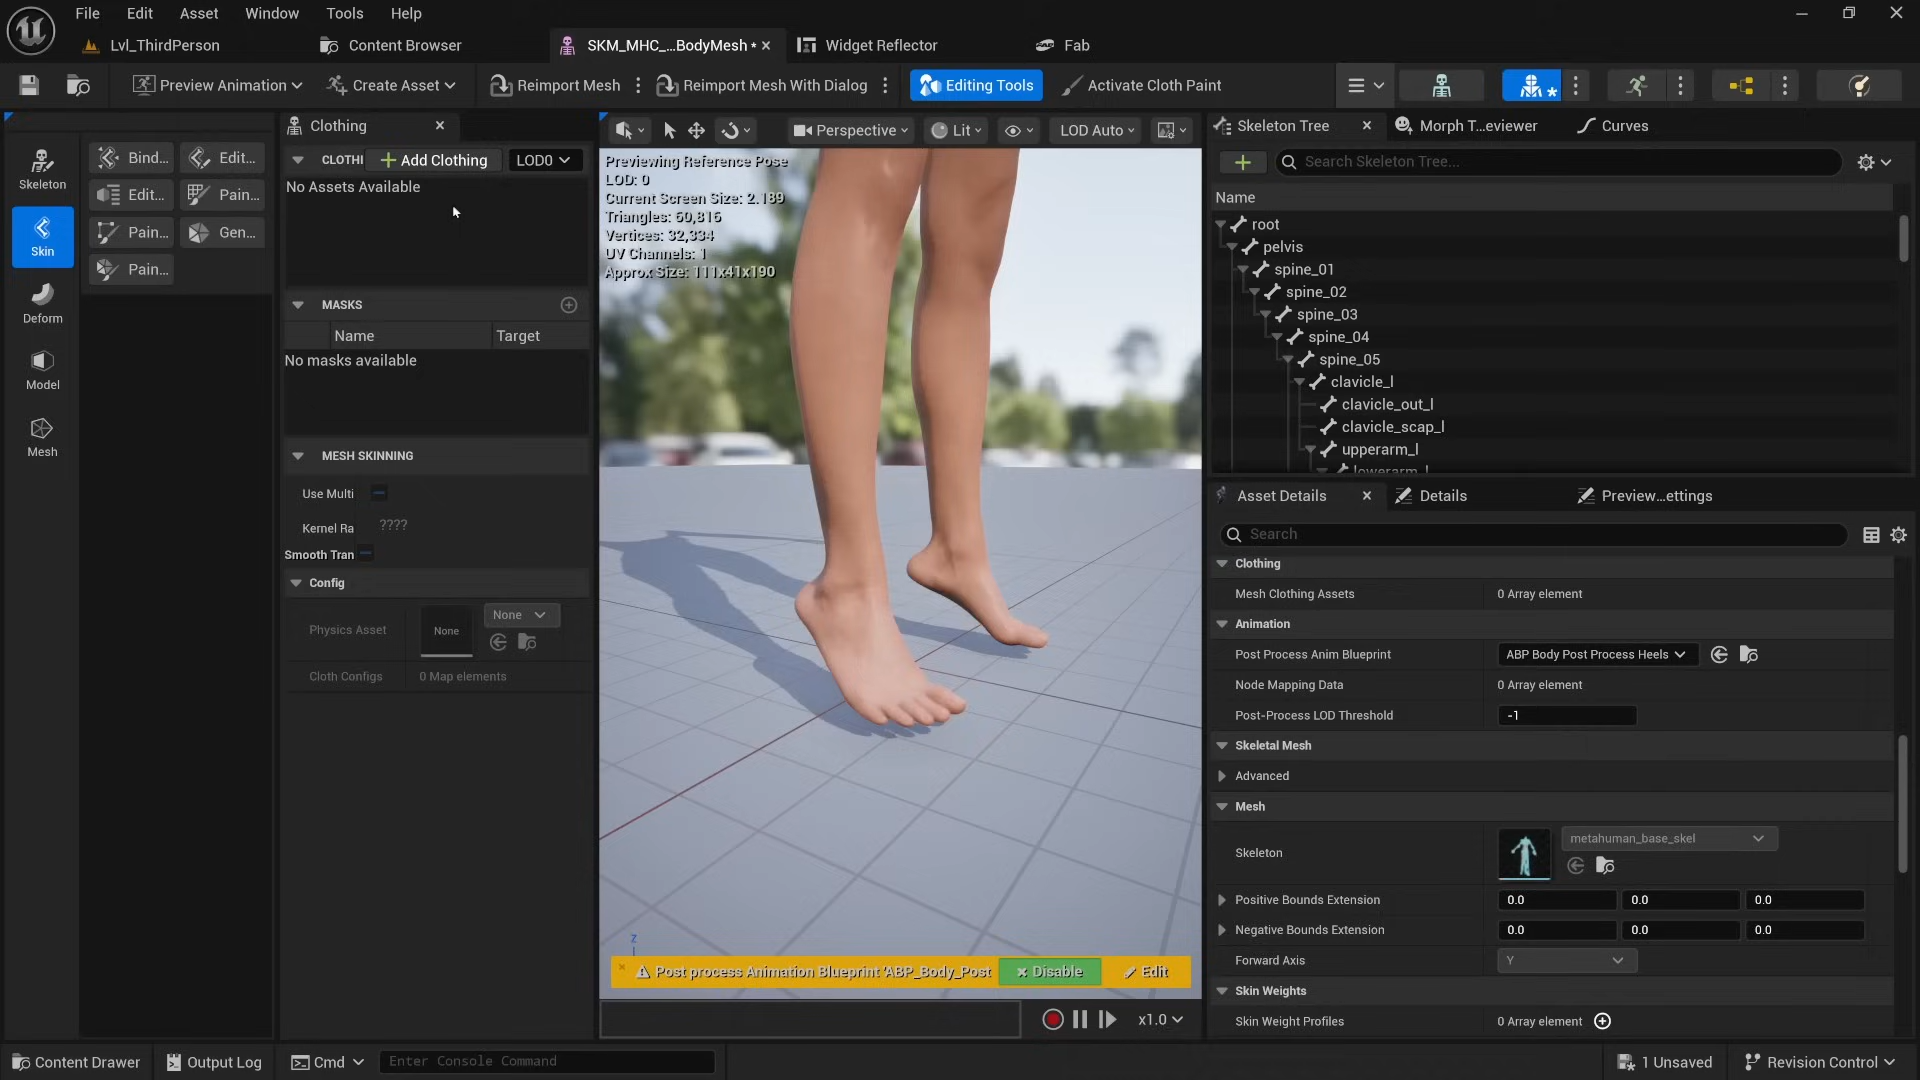 File Edit Asset Window Tools Help
Lvl_ThirdPerson Content Browser SKM_MHC_...BodyMesh * Widget Reflector Fab
Preview Animation Create Asset Reimport Mesh Reimport Mesh With Dialog Editing Tools Activate Cloth Paint
Skeleton
Skin
Deform
Model
Mesh
Bind... Edit...
Edit... Pain...
Pain... Gen...
Pain...
Clothing
CLOTHI Add Clothing LOD0
No Assets Available
MASKS
Name Target
No masks available
MESH SKINNING
Use Multi
Kernel Ra ????
Smooth Tran
Config
Physics Asset None None
Cloth Configs 0 Map elements
Perspective Lit LOD Auto
Previewing Reference Pose
LOD: 0
Current Screen Size: 2.189
Triangles: 60,816
Vertices: 32,334
UV Channels: 1
Approx Size: 111x41x190
Z
Post process Animation Blueprint 'ABP_Body_Post Disable Edit
x1.0
Skeleton Tree Morph T...eviewer Curves
Search Skeleton Tree...
Name
root
pelvis
spine_01
spine_02
spine_03
spine_04
spine_05
clavicle_l
clavicle_out_l
clavicle_scap_l
upperarm_l
lowerarm_l
Asset Details Details Preview...ettings
Search
Clothing
Mesh Clothing Assets 0 Array element
Animation
Post Process Anim Blueprint ABP Body Post Process Heels
Node Mapping Data 0 Array element
Post-Process LOD Threshold -1
Skeletal Mesh
Advanced
Mesh
Skeleton metahuman_base_skel
Positive Bounds Extension 0.0 0.0 0.0
Negative Bounds Extension 0.0 0.0 0.0
Forward Axis Y
Skin Weights
Skin Weight Profiles 0 Array element
Content Drawer Output Log Cmd Enter Console Command 1 Unsaved Revision Control